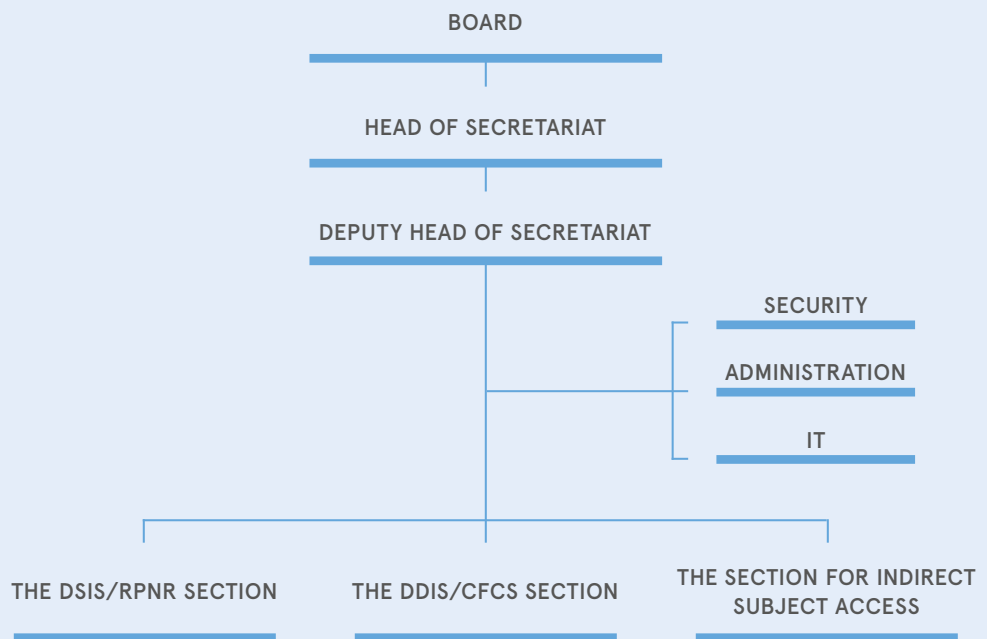 BOARD
HEAD OF SECRETARIAT
DEPUTY HEAD OF SECRETARIAT
SECURITY
ADMINISTRATION
IT
THE DSIS/RPNR SECTION
THE DDIS/CFCS SECTION
THE SECTION FOR INDIRECT
SUBJECT ACCESS